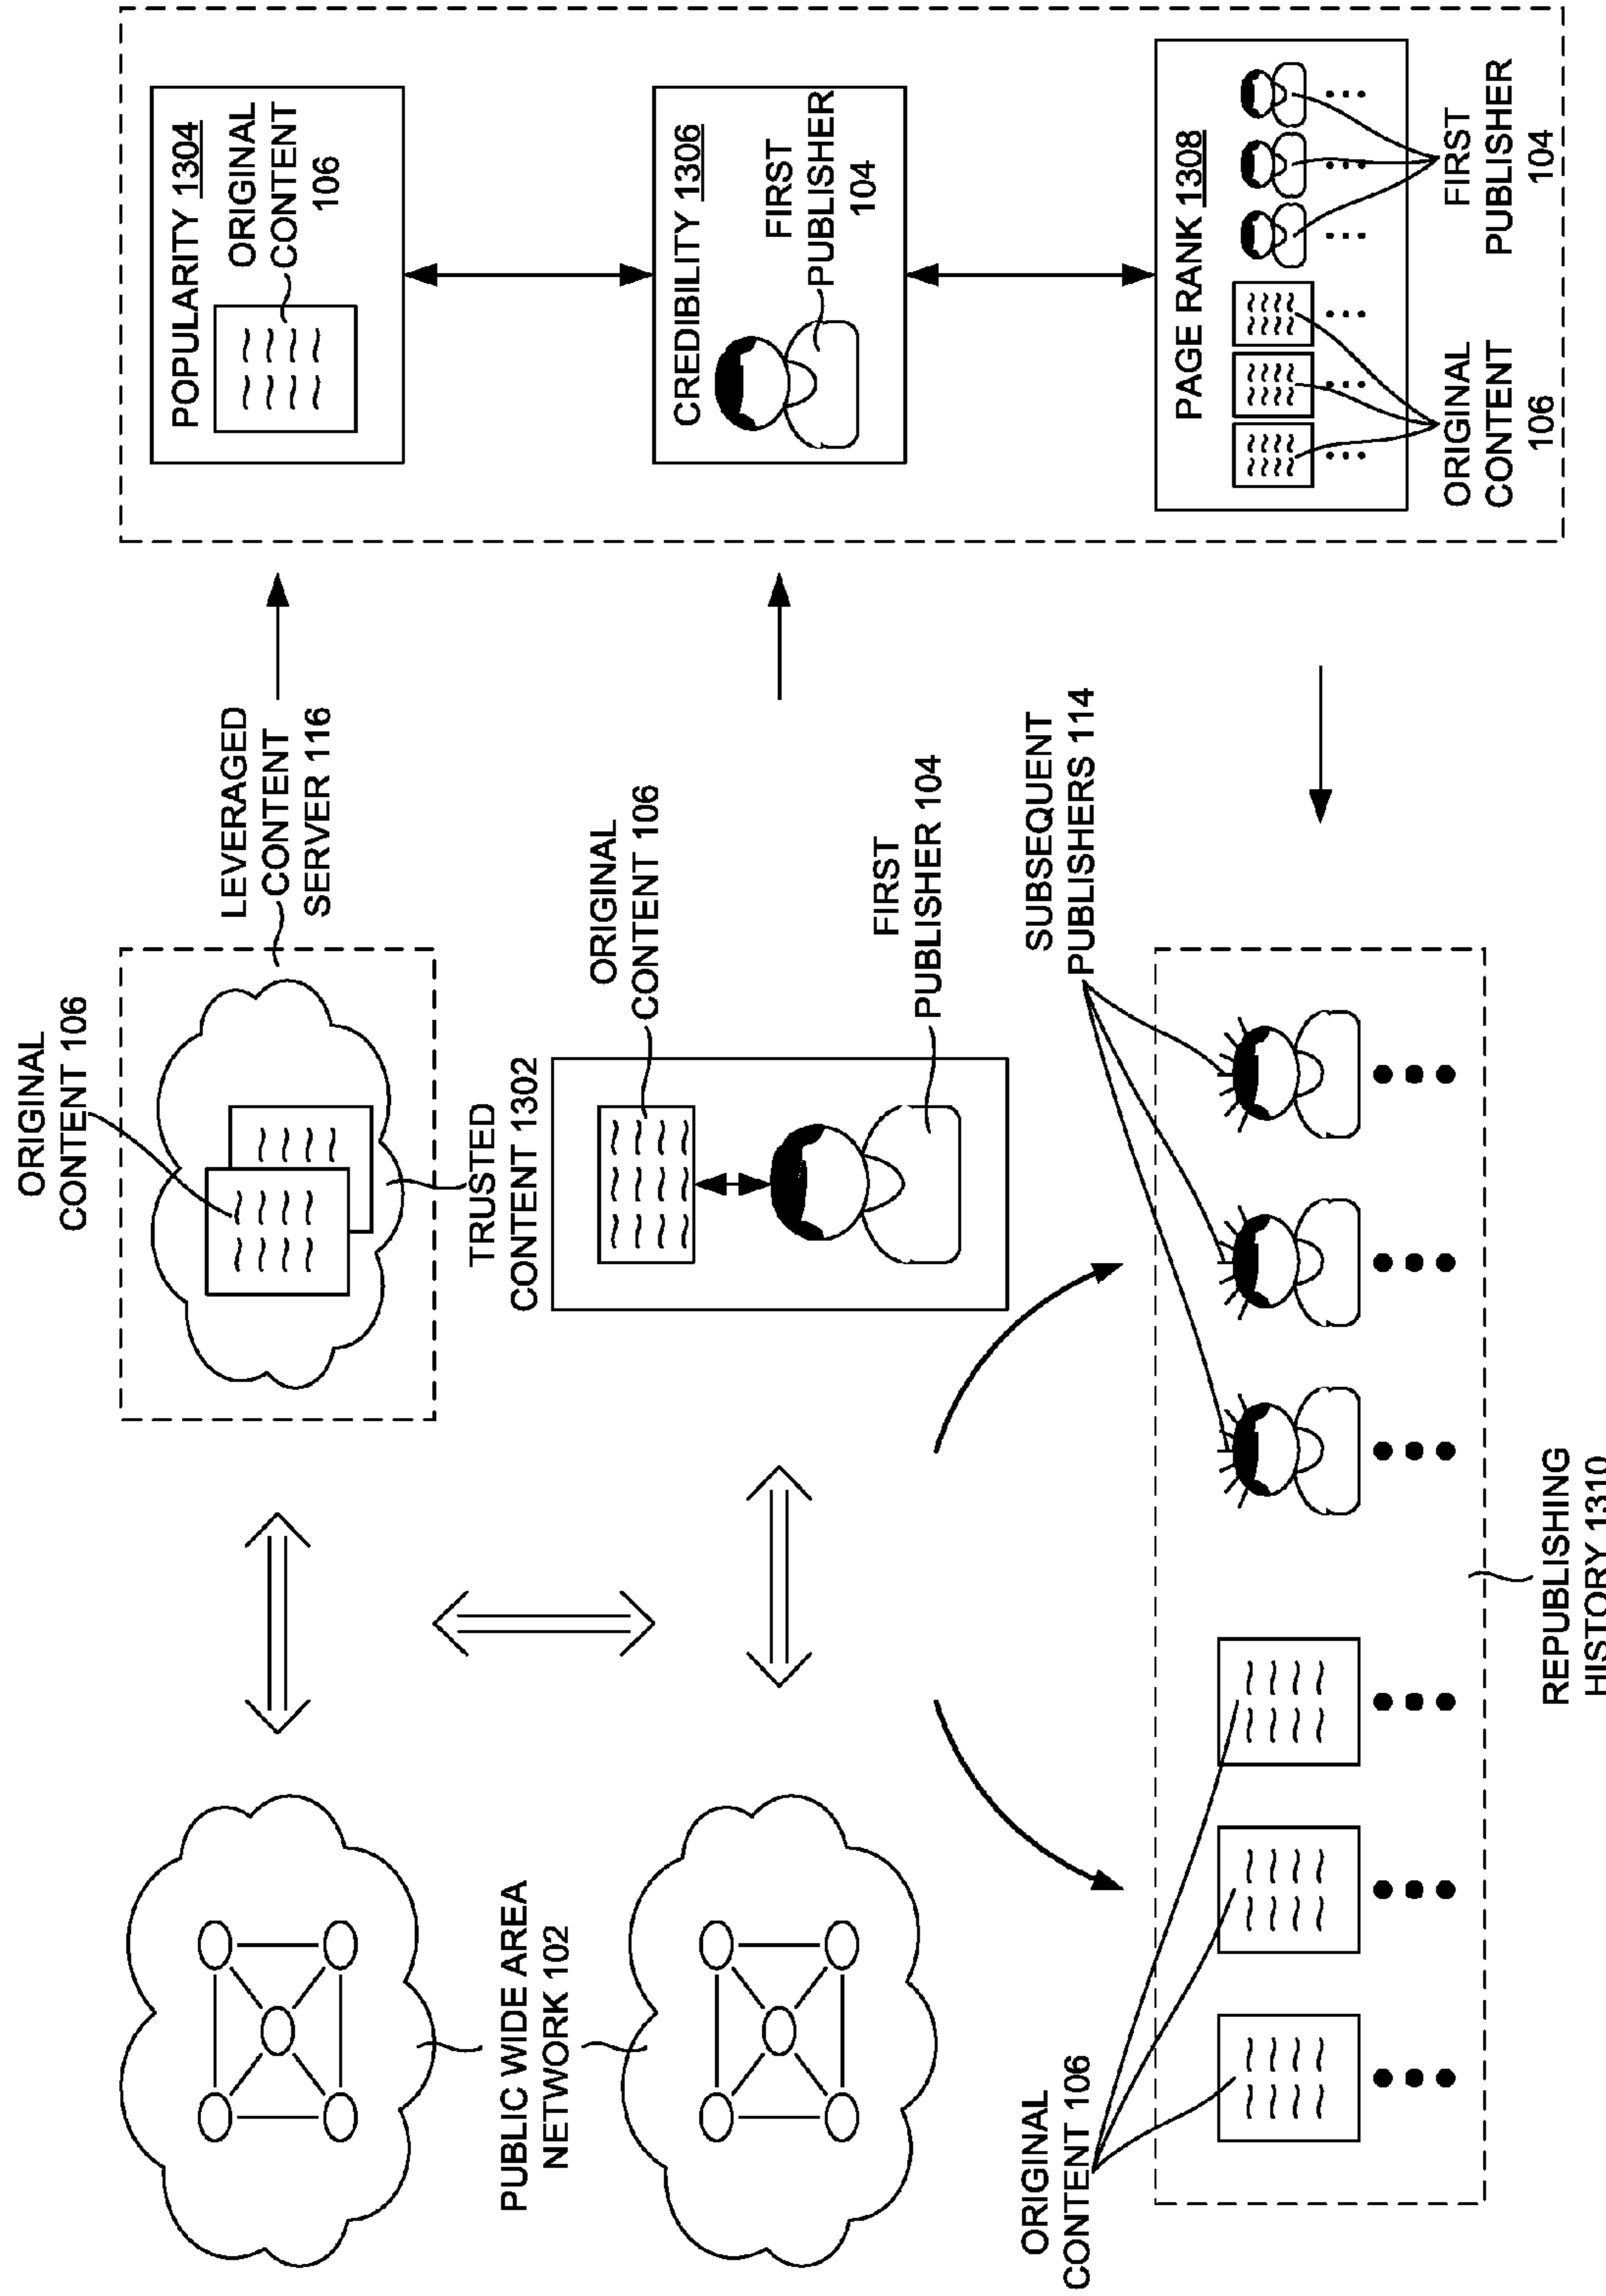 ORIGINAL
CONTENT 106
LEVERAGED
CONTENT
SERVER 116
POPULARITY 1304
ORIGINAL
CONTENT
106
PUBLIC WIDE AREA
NETWORK 102
TRUSTED
CONTENT 1302
ORIGINAL
CONTENT 106
FIRST
PUBLISHER 104
CREDIBILITY 1306
FIRST
PUBLISHER
104
ORIGINAL
CONTENT 106
SUBSEQUENT
PUBLISHERS 114
PAGE RANK 1308
ORIGINAL
CONTENT
106
FIRST
PUBLISHER
104
REPUBLISHING
HISTORY 1310